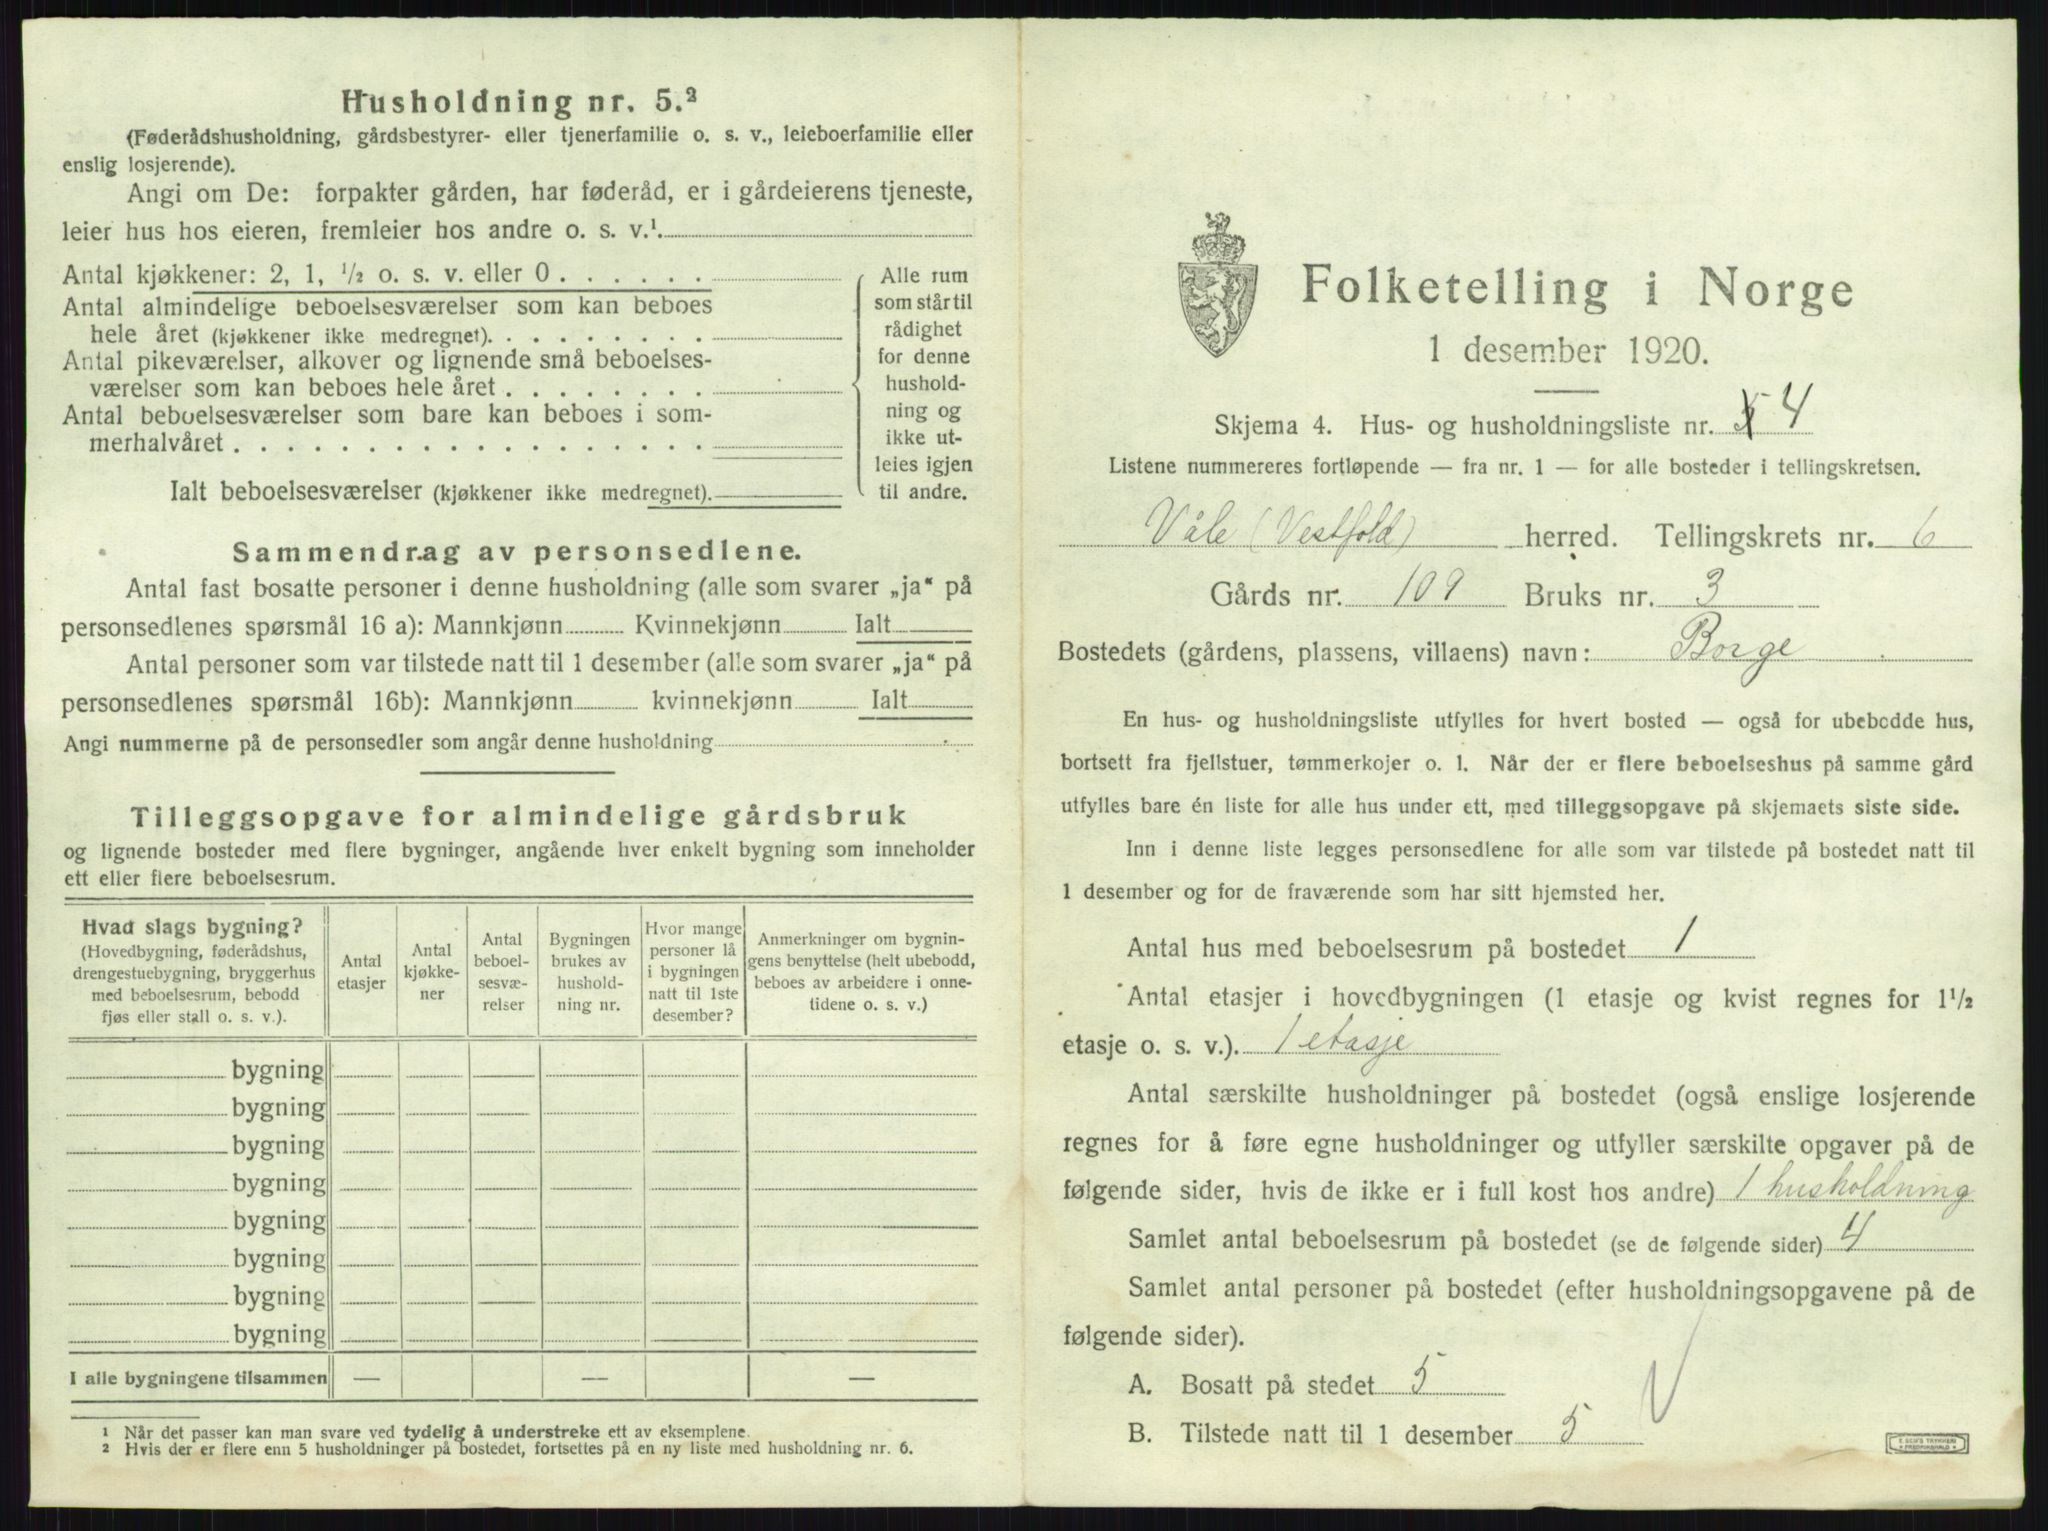 Husholdning nr. 5.²
(Føderådshusholdning, gårdsbestyrer- eller tjenerfamilie o. s. v., leieboerfamilie eller
enslig losjerende).
Angi om De: forpakter gården, har føderåd, er i gårdeierens tjeneste,
leier hus hos eieren, fremleier hos andre o. s. v.¹
Antal kjøkkener: 2, 1, ½ o. s. v. eller 0 . . . . . .
Antal almindelige beboelsesværelser som kan beboes
hele året (kjøkkener ikke medregnet). . . . . . . . .
Antal pikeværelser, alkover og lignende små beboelses-
værelser som kan beboes hele året . . . . . . . .
Antal beboelsesværelser som bare kan beboes i som-
merhalvåret . . . . . . . . . . . . . . . . . .
Ialt beboelsesværelser (kjøkkener ikke medregnet).
Alle rum
som står til
rådighet
for denne
hushold-
ning og
ikke ut-
leies igjen
til andre.
Sammendrag av personsedlene.
Antal fast bosatte personer i denne husholdning (alle som svarer „ja“ på
personsedlenes spørsmål 16 a): Mannkjønn Kvinnekjønn Ialt
Antal personer som var tilstede natt til 1 desember (alle som svarer „ja“ på
personsedlenes spørsmål 16b): Mannkjønn kvinnekjønn Ialt
Angi nummerne på de personsedler som angår denne husholdning
Tilleggsopgave for almindelige gårdsbruk
og lignende bosteder med flere bygninger, angående hver enkelt bygning som inneholder
ett eller flere beboelsesrum.
Hvad slags bygning?
(Hovedbygning, føderådshus,
drengestuebygning, bryggerhus
med beboelsesrum, bebodd
fjøs eller stall o. s. v.).
Antal
etasjer
Antal
kjøkke-
ner
Antal
beboel-
sesvæ-
relser
Bygningen
brukes av
hushold-
ning nr.
Hvor mange
personer lå
i bygningen
natt til 1ste
desember?
Anmerkninger om bygnin-
gens benyttelse (helt ubebodd,
beboes av arbeidere i onne-
tidene o. s. v.)
bygning
bygning
bygning
bygning
bygning
bygning
bygning
bygning
I alle bygningene tilsammen — — —
¹ Når det passer kan man svare ved tydelig å understreke ett av eksemplene.
² Hvis der er flere enn 5 husholdninger på bostedet, fortsettes på en ny liste med husholdning nr. 6.
Folketelling i Norge
1 desember 1920.
Skjema 4. Hus- og husholdningsliste nr. 5 4
Listene nummereres fortløpende — fra nr. 1 — for alle bosteder i tellingskretsen.
Våle (Vestfold) herred. Tellingskrets nr. 6
Gårds nr. 109 Bruks nr. 3
Bostedets (gårdens, plassens, villaens) navn: Borge
En hus- og husholdningsliste utfylles for hvert bosted — også for ubebodde hus,
bortsett fra fjellstuer, tømmerkojer o. l. Når der er flere beboelseshus på samme gård
utfylles bare én liste for alle hus under ett, med tilleggsopgave på skjemaets siste side.
Inn i denne liste legges personsedlene for alle som var tilstede på bostedet natt til
1 desember og for de fraværende som har sitt hjemsted her.
Antal hus med beboelsesrum på bostedet 1
Antal etasjer i hovedbygningen (1 etasje og kvist regnes for 1½
etasje o. s. v.). 1 etasje
Antal særskilte husholdninger på bostedet (også enslige losjerende
regnes for å føre egne husholdninger og utfyller særskilte opgaver på de
følgende sider, hvis de ikke er i full kost hos andre) 1 husholdning
Samlet antal beboelsesrum på bostedet (se de følgende sider) 4
Samlet antal personer på bostedet (efter husholdningsopgavene på de
følgende sider).
A. Bosatt på stedet 5
B. Tilstede natt til 1 desember 5
E. SEM'S TRYKKERI
FREDRIKSHALD